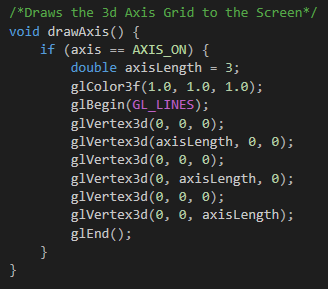 /*Draws the 3d Axis Grid to the Screen*/
void drawAxis() {
    if (axis == AXIS_ON) {
        double axisLength = 3;
        glColor3f(1.0, 1.0, 1.0);
        glBegin(GL_LINES);
        glVertex3d(0, 0, 0);
        glVertex3d(axisLength, 0, 0);
        glVertex3d(0, 0, 0);
        glVertex3d(0, axisLength, 0);
        glVertex3d(0, 0, 0);
        glVertex3d(0, 0, axisLength);
        glEnd();
    }
}